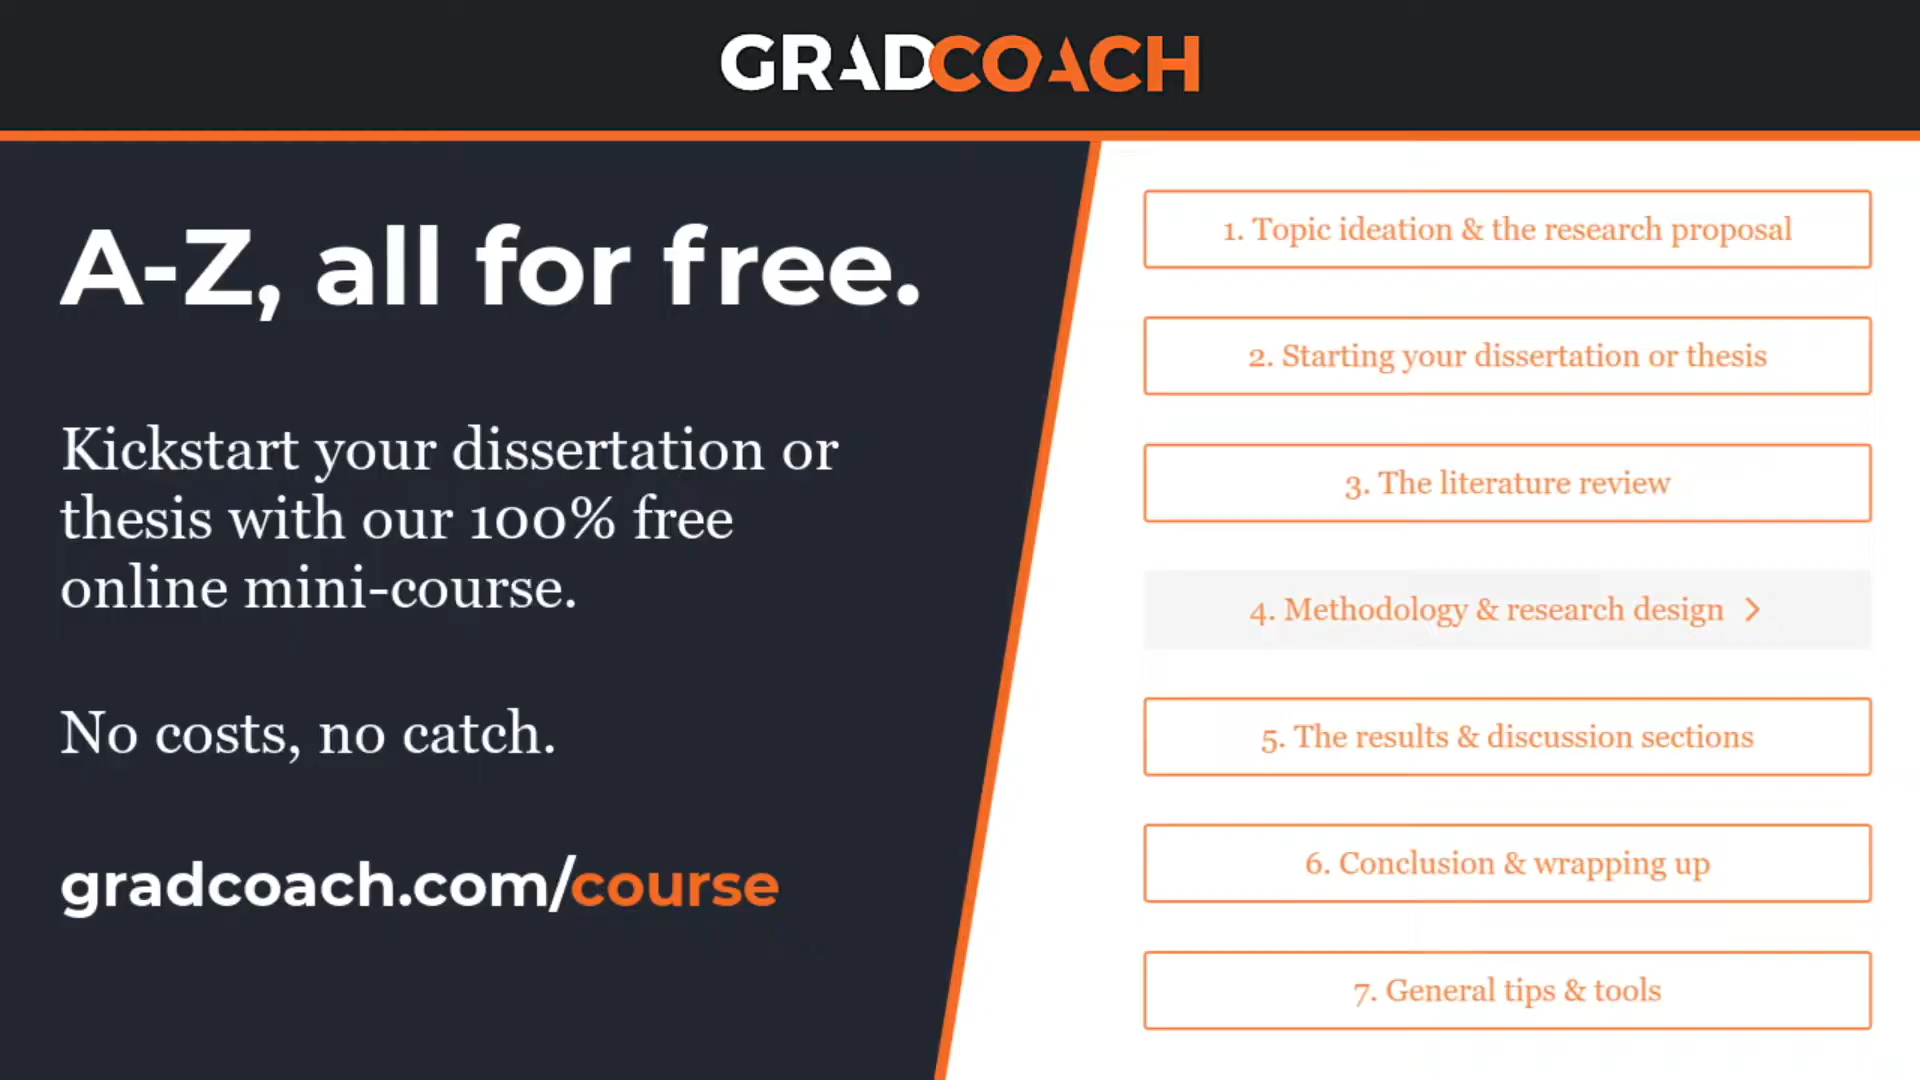 GRADCOACH
A-Z, all for free.
Kickstart your dissertation or
thesis with our 100% free
online mini-course.
No costs, no catch.
gradcoach.com/course
1. Topic ideation & the research proposal
2. Starting your dissertation or thesis
3. The literature review
4. Methodology & research design
5. The results & discussion sections
6. Conclusion & wrapping up
7. General tips & tools